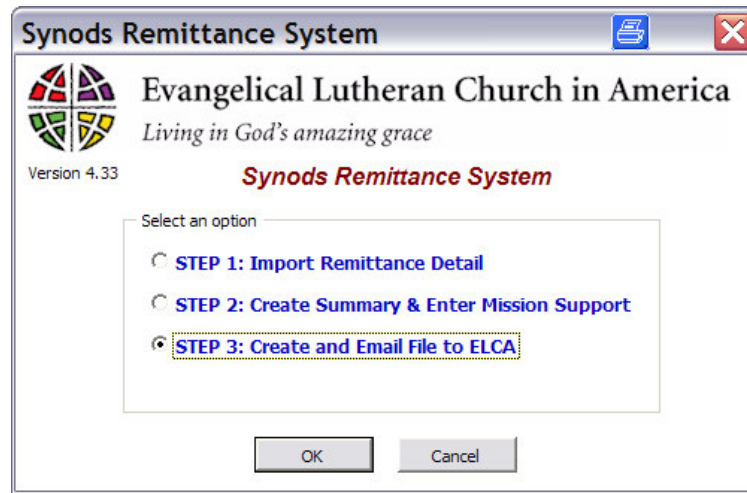 Synods Remittance System
Evangelical Lutheran Church in America
Living in God's amazing grace
Version 4.33
Synods Remittance System
Select an option
STEP 1: Import Remittance Detail
STEP 2: Create Summary & Enter Mission Support
STEP 3: Create and Email File to ELCA
OK
Cancel